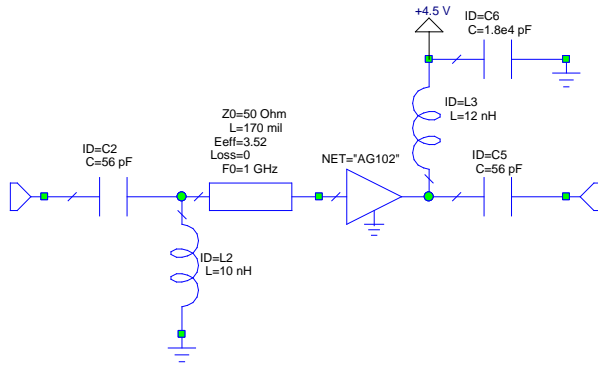 +4.5 V
ID=C6
C=1.8e4 pF
Z0=50 Ohm
L=170 mil
Eeff=3.52
Loss=0
F0=1 GHz
ID=L3
L=12 nH
ID=C2
C=56 pF
NET="AG102"
ID=C5
C=56 pF
ID=L2
L=10 nH